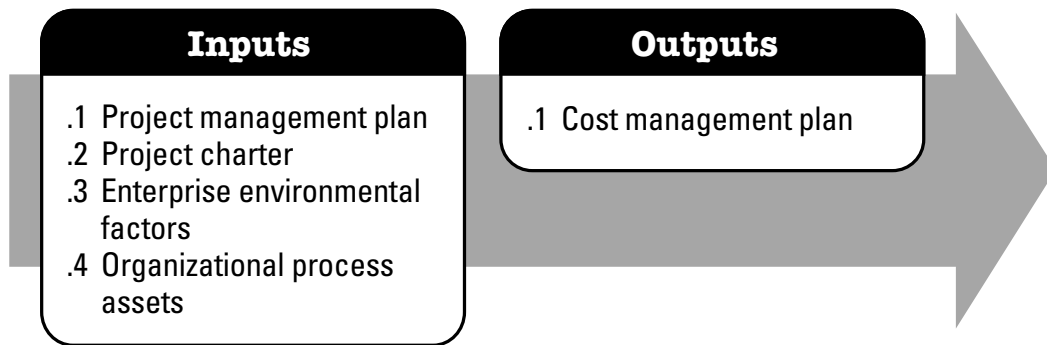 Inputs
.1 Project management plan
.2 Project charter
.3 Enterprise environmental
factors
.4 Organizational process
assets
Outputs
.1 Cost management plan